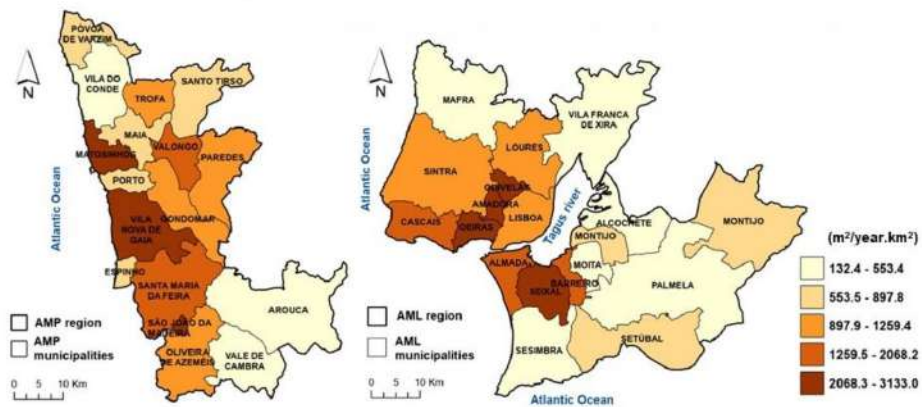 PÓVOA
DE VARZIM
N
VILA DO
CONDE
SANTO TIRSO
TROFA
MAIA
VALONGO
MATOSINHOS
PAREDES
PORTO
Atlantic Ocean
VILA
NOVA DE
GAIA
GONDOMAR
ESPINHO
SANTA MARIA
DA FEIRA
AROUCA
SÃO JOÃO DA
MADEIRA
OLIVEIRA
DE AZEMÉIS
VALE DE
CAMBRA
AMP region
AMP
municipalities
0 5 10 Km
N
MAFRA
VILA FRANCA
DE XIRA
Atlantic Ocean
LOURES
SINTRA
ODIVELAS
AMADORA
LISBOA
CASCAIS
OEIRAS
Tagus river
ALCOCHETE
MONTIJO
MONTIJO
ALMADA
MOITA
BARREIRO
SEIXAL
PALMELA
SESIMBRA
SETÚBAL
AML region
AML
municipalities
0 5 10 Km
Atlantic Ocean
(m²/year.km²)
132.4 - 553.4
553.5 - 897.8
897.9 - 1259.4
1259.5 - 2068.2
2068.3 - 3133.0